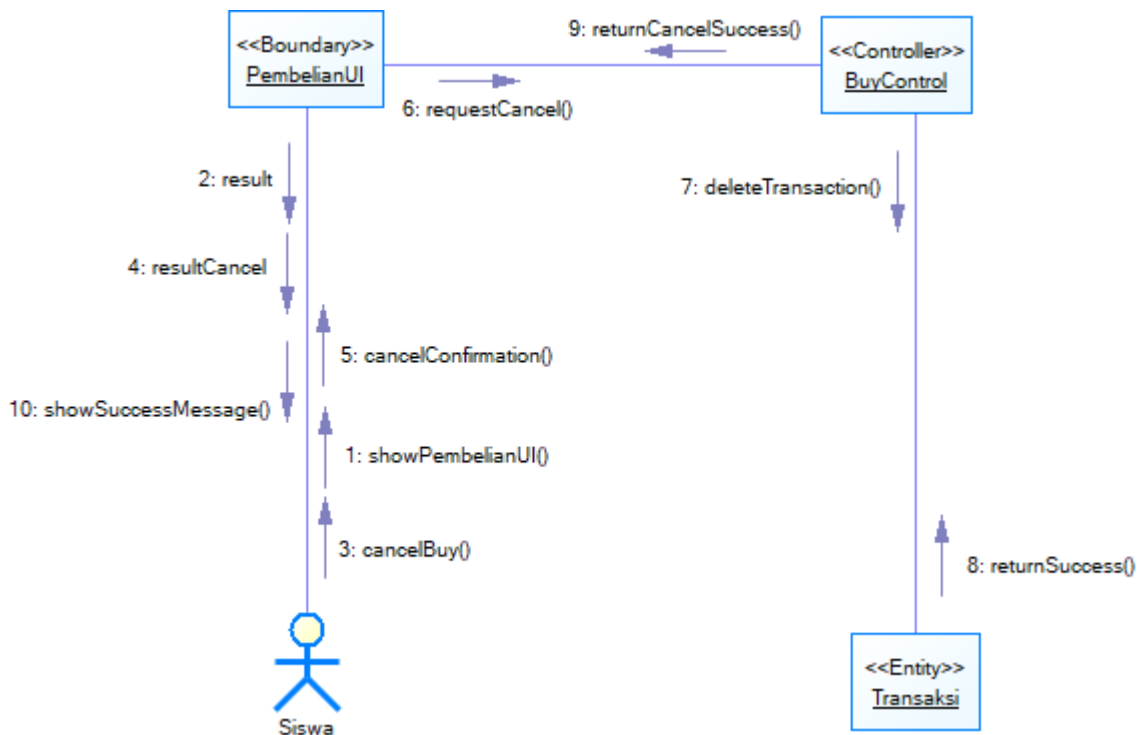 9: returnCancelSuccess()
<<Boundary>>
PembelianUI
<<Controller>>
BuyControl
6: requestCancel()
2: result
7: deleteTransaction()
4: resultCancel
5: cancelConfirmation()
10: showSuccessMessage()
1: showPembelianUI()
3: cancelBuy()
8: returnSuccess()
<<Entity>>
Transaksi
Siswa